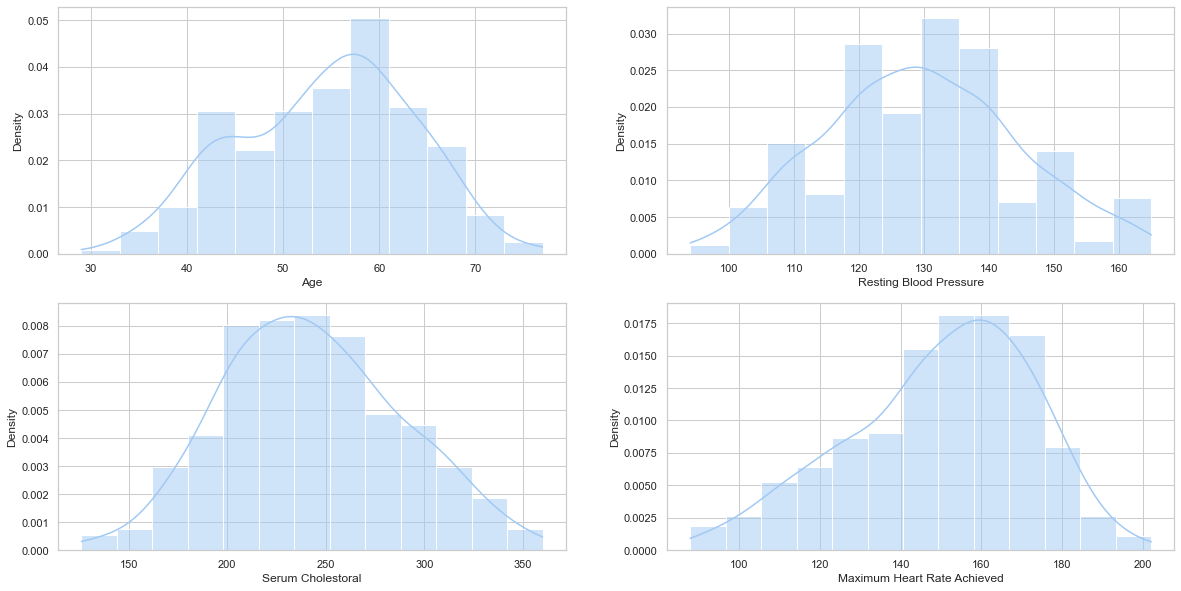 0.05
0.04
0.03
0.02
0.01
0.00
Density
30 40 50 60 70
Age
0.030
0.025
0.020
0.015
0.010
0.005
0.000
Density
100 110 120 130 140 150 160
Resting Blood Pressure
0.008
0.007
0.006
0.005
0.004
0.003
0.002
0.001
0.000
Density
150 200 250 300 350
Serum Cholestoral
0.0175
0.0150
0.0125
0.0100
0.0075
0.0050
0.0025
0.0000
Density
100 120 140 160 180 200
Maximum Heart Rate Achieved